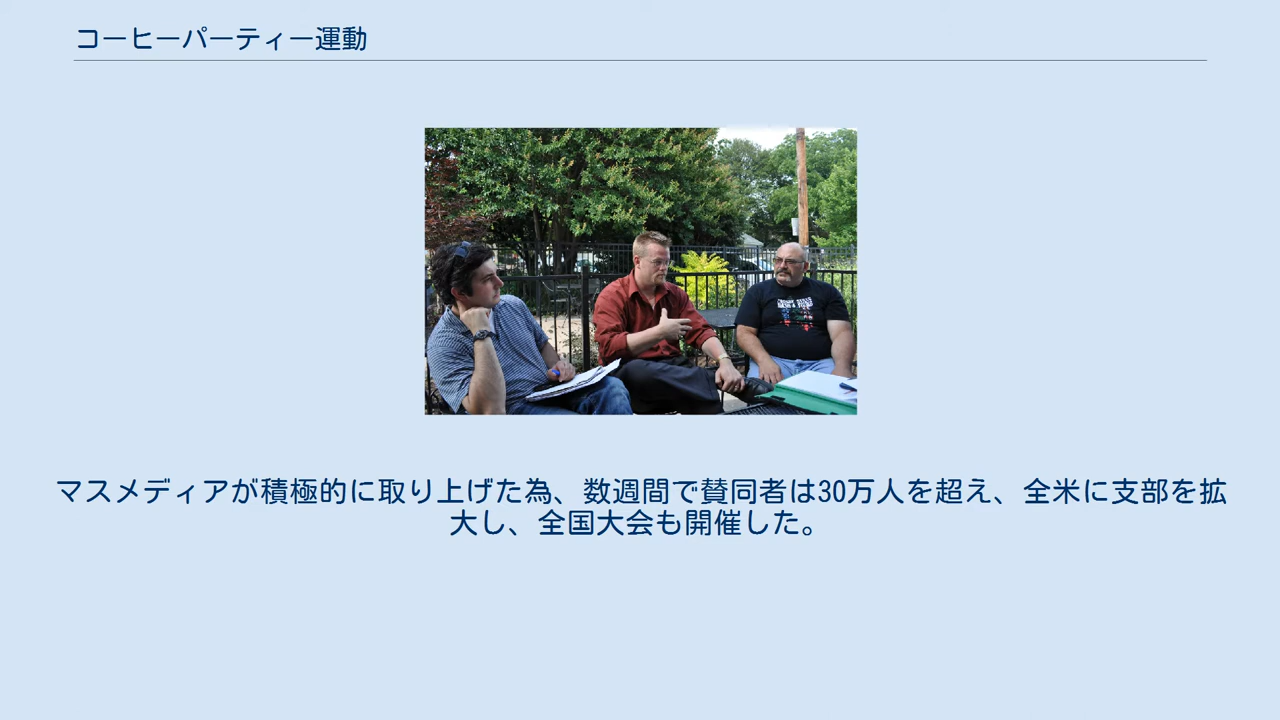 コーヒーパーティー運動
マスメディアが積極的に取り上げた為、数週間で賛同者は30万人を超え、全米に支部を拡
大し、全国大会も開催した。